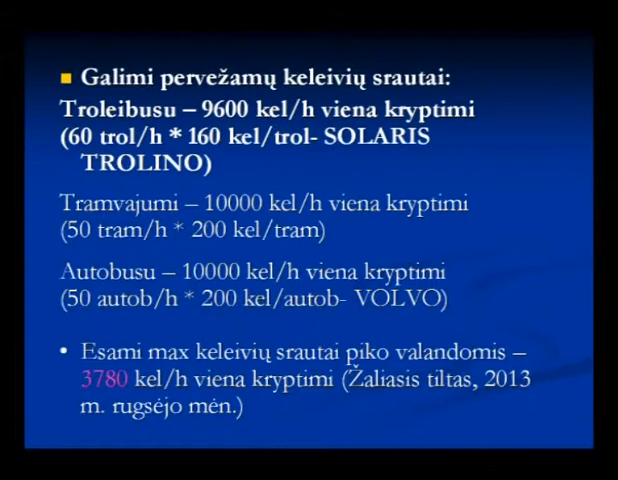 Galimi pervežamų keleivių srautai:
Troleibusu – 9600 kel/h viena kryptimi
(60 trol/h * 160 kel/trol- SOLARIS
TROLINO)
Tramvajumi – 10000 kel/h viena kryptimi
(50 tram/h * 200 kel/tram)
Autobusu – 10000 kel/h viena kryptimi
(50 autob/h * 200 kel/autob- VOLVO)
• Esami max keleivių srautai piko valandomis –
3780 kel/h viena kryptimi (Žaliasis tiltas, 2013
m. rugsėjo mėn.)